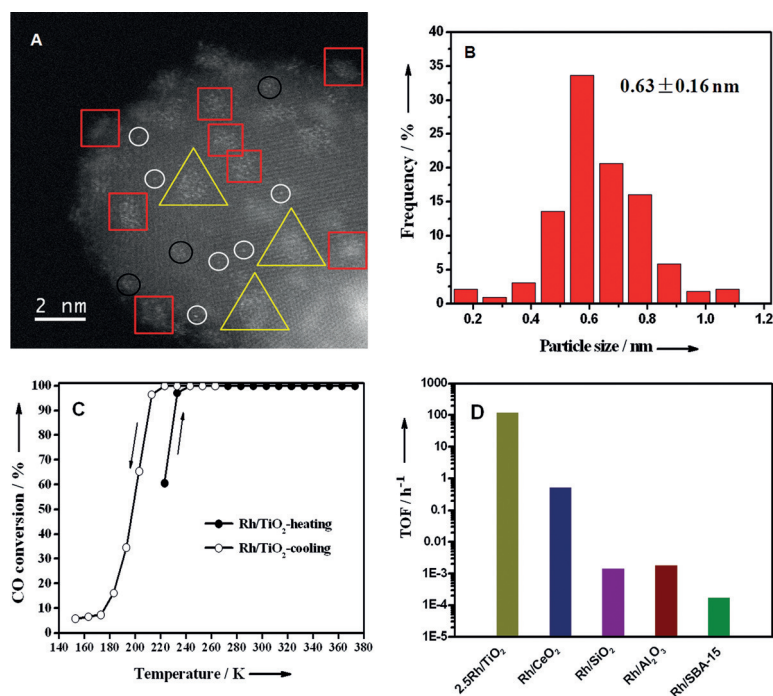 A
2 nm
B
0.63±0.16 nm
40
35
30
25
20
15
10
5
0
Frequency / %
0.2 0.4 0.6 0.8 1.0 1.2
Particle size / nm
C
100
90
80
70
60
50
40
30
20
10
0
CO conversion / %
Rh/TiO₂-heating
Rh/TiO₂-cooling
140 160 180 200 220 240 260 280 300 320 340 360 380
Temperature / K
D
1000
100
10
1
0.1
0.01
1E-3
1E-4
1E-5
TOF / h⁻¹
2.5Rh/TiO₂
Rh/CeO₂
Rh/SiO₂
Rh/Al₂O₃
Rh/SBA-15